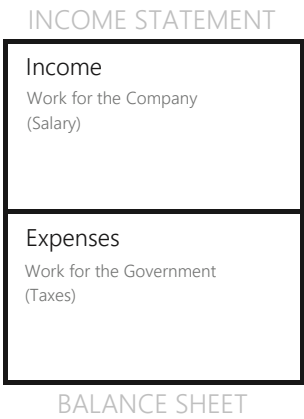 INCOME STATEMENT
Income
Work for the Company
(Salary)
Expenses
Work for the Government
(Taxes)
BALANCE SHEET